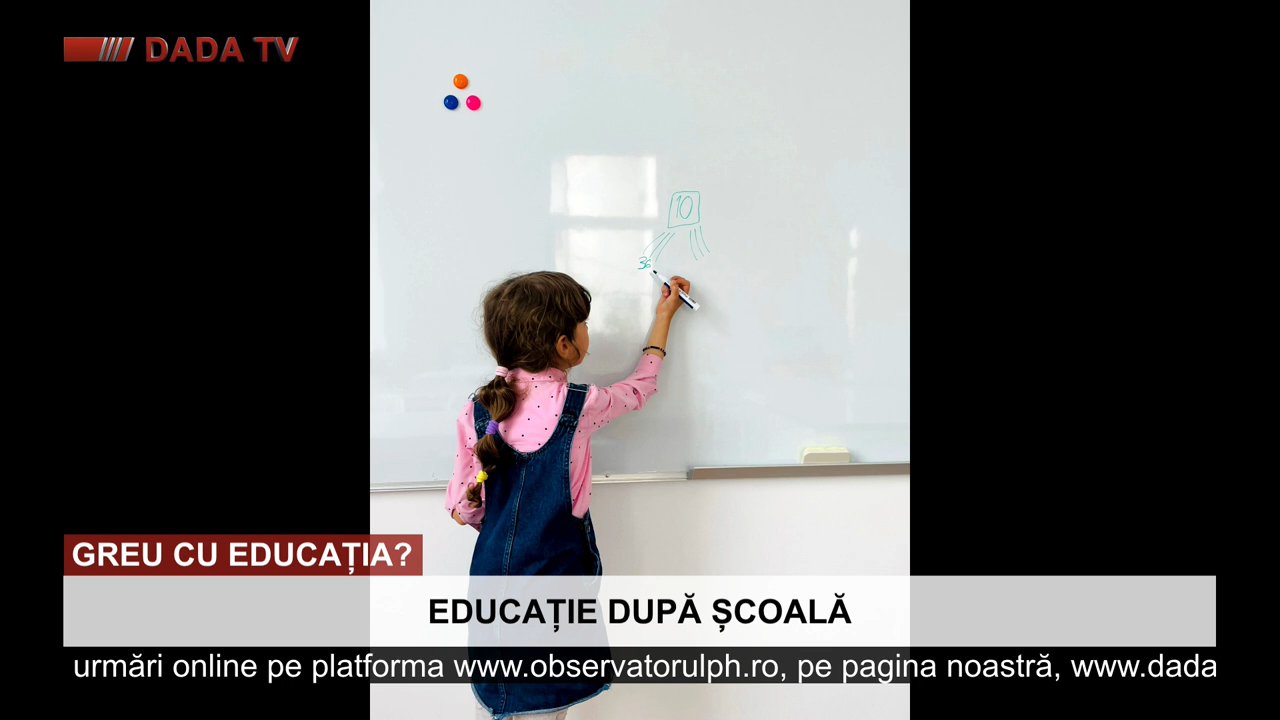 DADA TV
10
36
GREU CU EDUCAȚIA?
EDUCAȚIE DUPĂ ȘCOALĂ
urmări online pe platforma www.observatorulph.ro, pe pagina noastră, www.dada